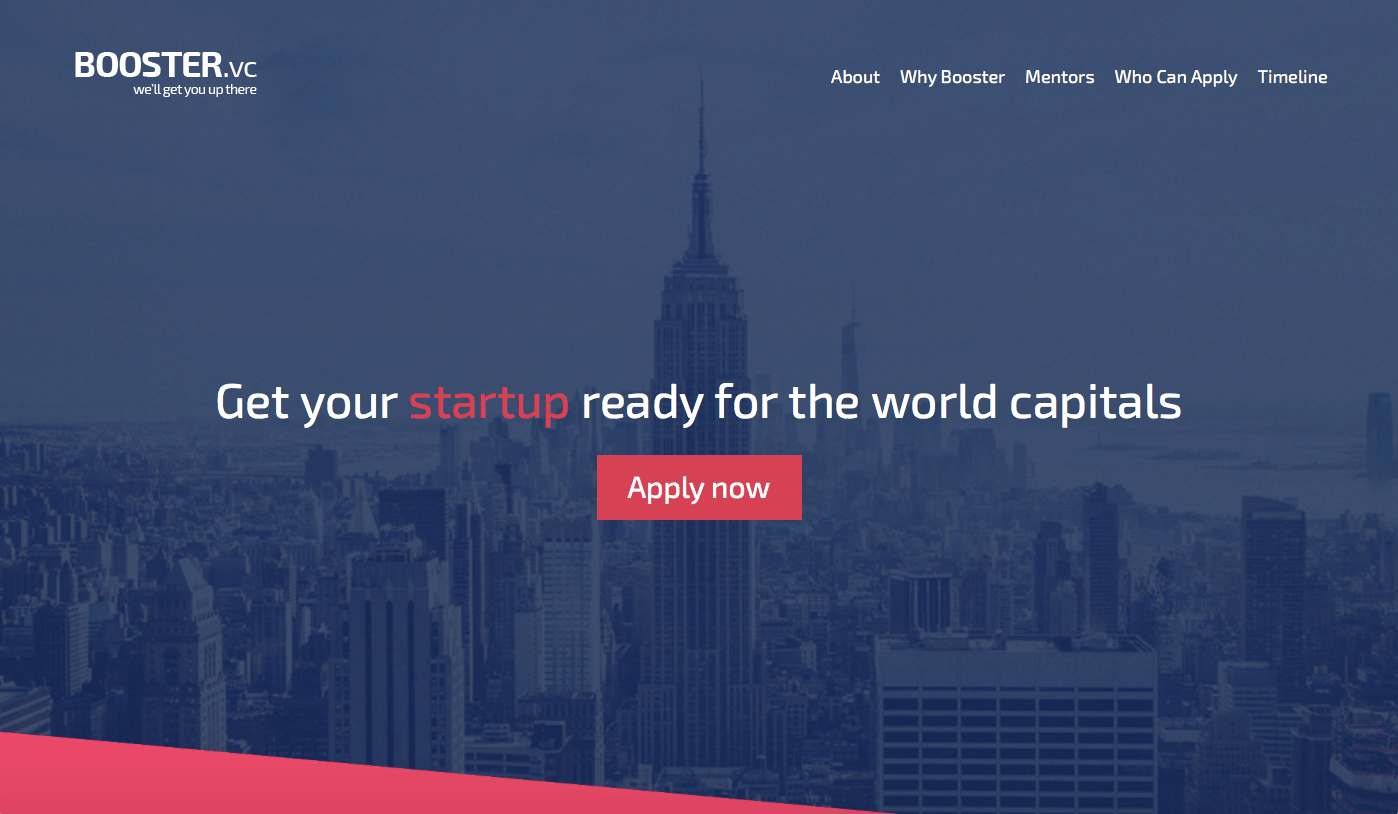 BOOSTER.vc
we'll get you up there
About Why Booster Mentors Who Can Apply Timeline
Get your startup ready for the world capitals
Apply now